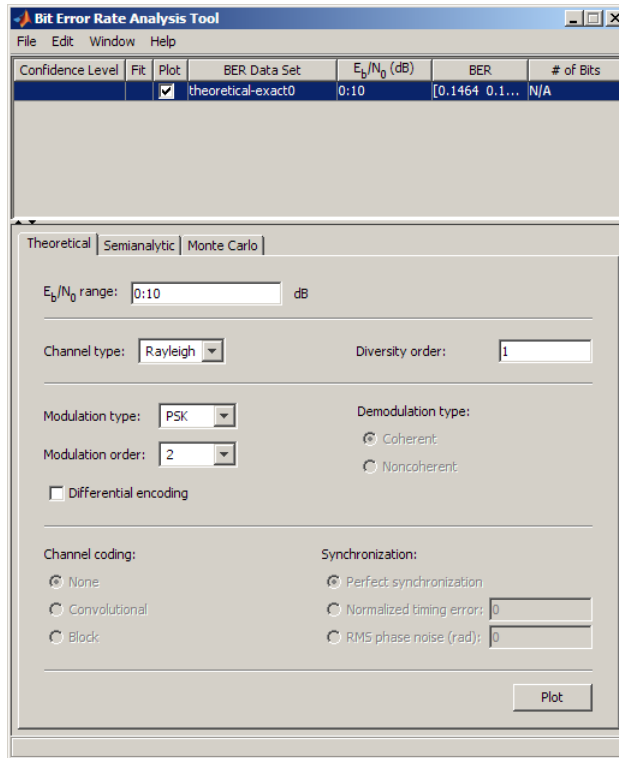 Bit Error Rate Analysis Tool
File Edit Window Help
Confidence Level Fit Plot BER Data Set Eb/N0 (dB) BER # of Bits
theoretical-exact0 0:10 [0.1464 0.1... N/A
Theoretical Semianalytic Monte Carlo
Eb/N0 range: 0:10 dB
Channel type: Rayleigh Diversity order: 1
Modulation type: PSK Demodulation type:
Coherent
Modulation order: 2
Noncoherent
Differential encoding
Channel coding: Synchronization:
None Perfect synchronization
Convolutional Normalized timing error: 0
Block RMS phase noise (rad): 0
Plot